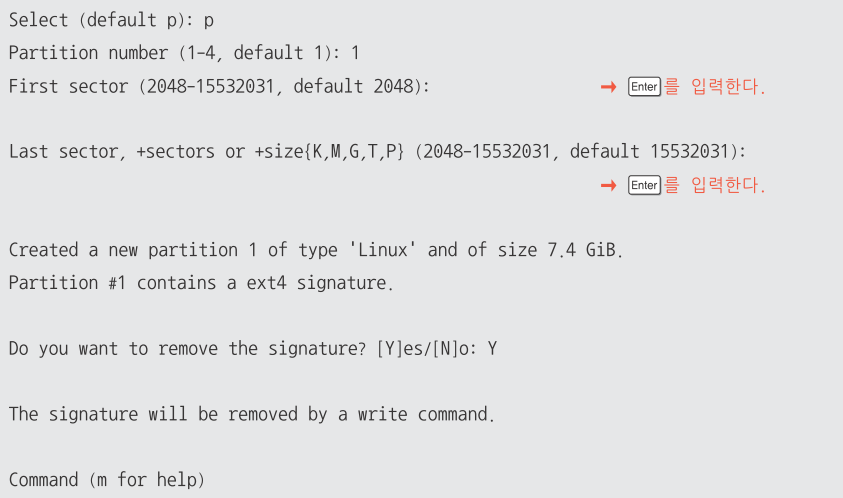 Select (default p): p
Partition number (1-4, default 1): 1
First sector (2048-15532031, default 2048): → Enter를 입력한다.
Last sector, +sectors or +size{K,M,G,T,P} (2048-15532031, default 15532031):
→ Enter를 입력한다.
Created a new partition 1 of type 'Linux' and of size 7.4 GiB.
Partition #1 contains a ext4 signature.
Do you want to remove the signature? [Y]es/[N]o: Y
The signature will be removed by a write command.
Command (m for help)